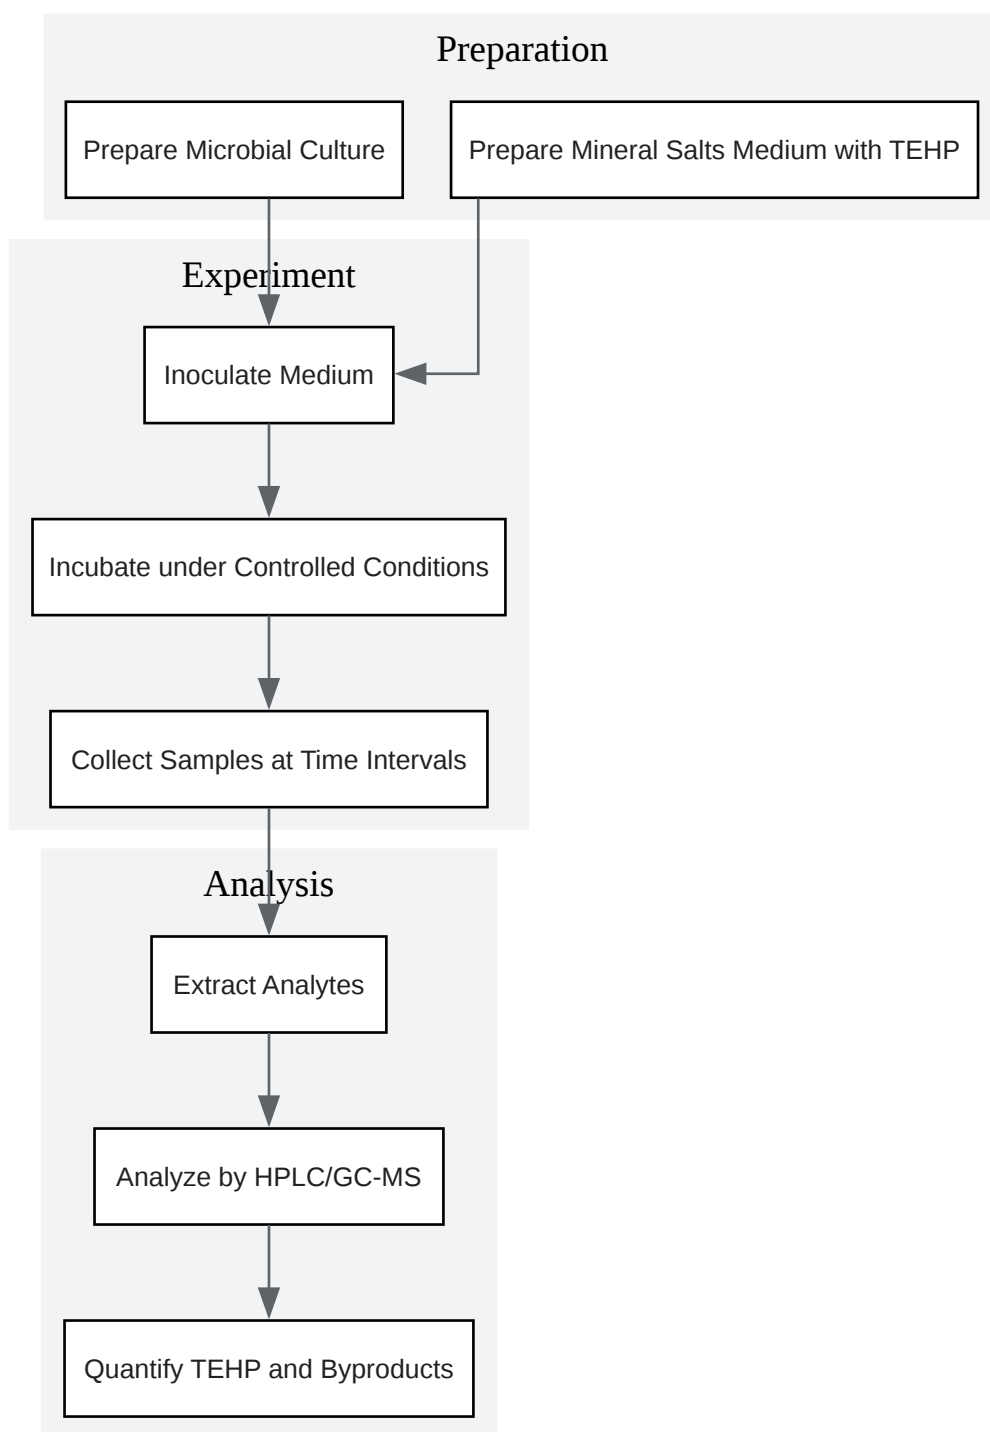 Preparation
Prepare Microbial Culture
Prepare Mineral Salts Medium with TEHP
Experiment
Inoculate Medium
Incubate under Controlled Conditions
Collect Samples at Time Intervals
Analysis
Extract Analytes
Analyze by HPLC/GC-MS
Quantify TEHP and Byproducts